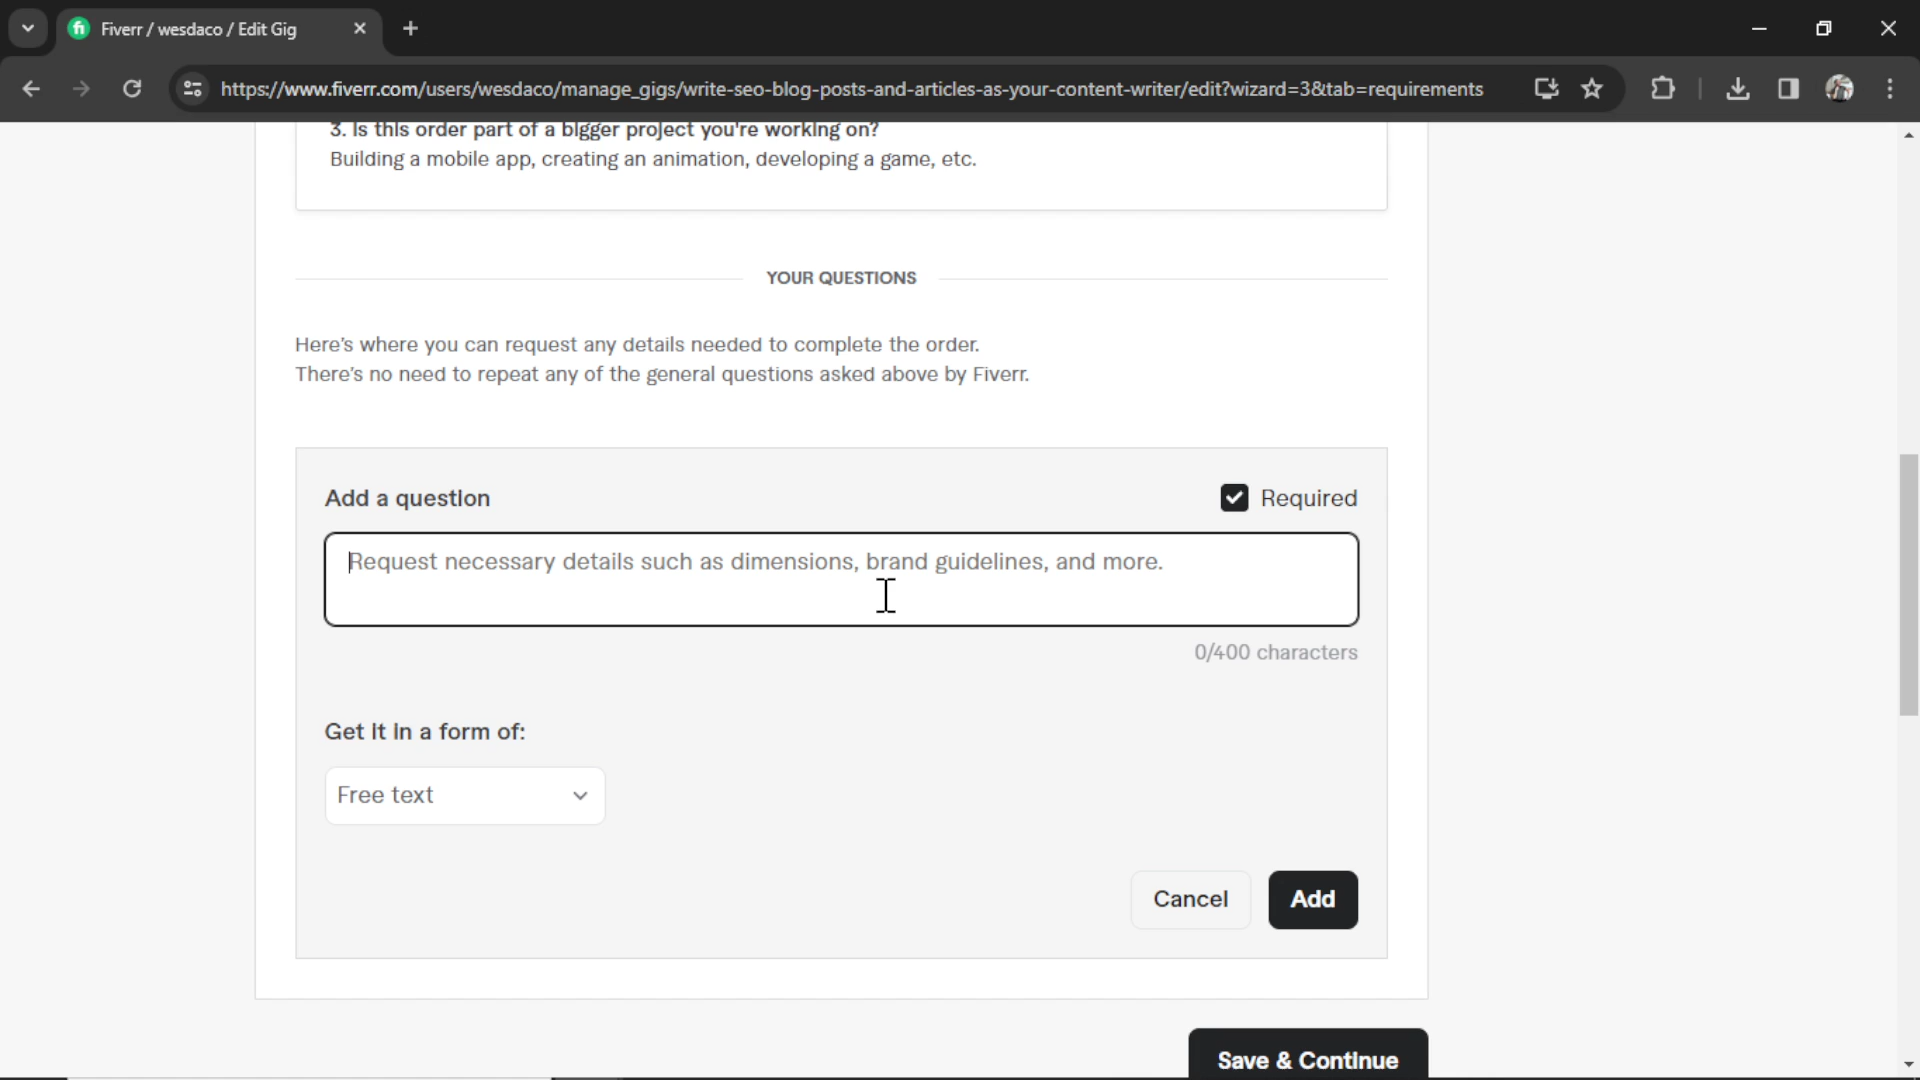 Fiverr / wesdaco / Edit Gig
https://www.fiverr.com/users/wesdaco/manage_gigs/write-seo-blog-posts-and-articles-as-your-content-writer/edit?wizard=3&tab=requirements
3. Is this order part of a bigger project you're working on?
Building a mobile app, creating an animation, developing a game, etc.
YOUR QUESTIONS
Here's where you can request any details needed to complete the order.
There's no need to repeat any of the general questions asked above by Fiverr.
Add a question
Required
Request necessary details such as dimensions, brand guidelines, and more.
0/400 characters
Get it in a form of:
Free text
Cancel
Add
Save & Continue